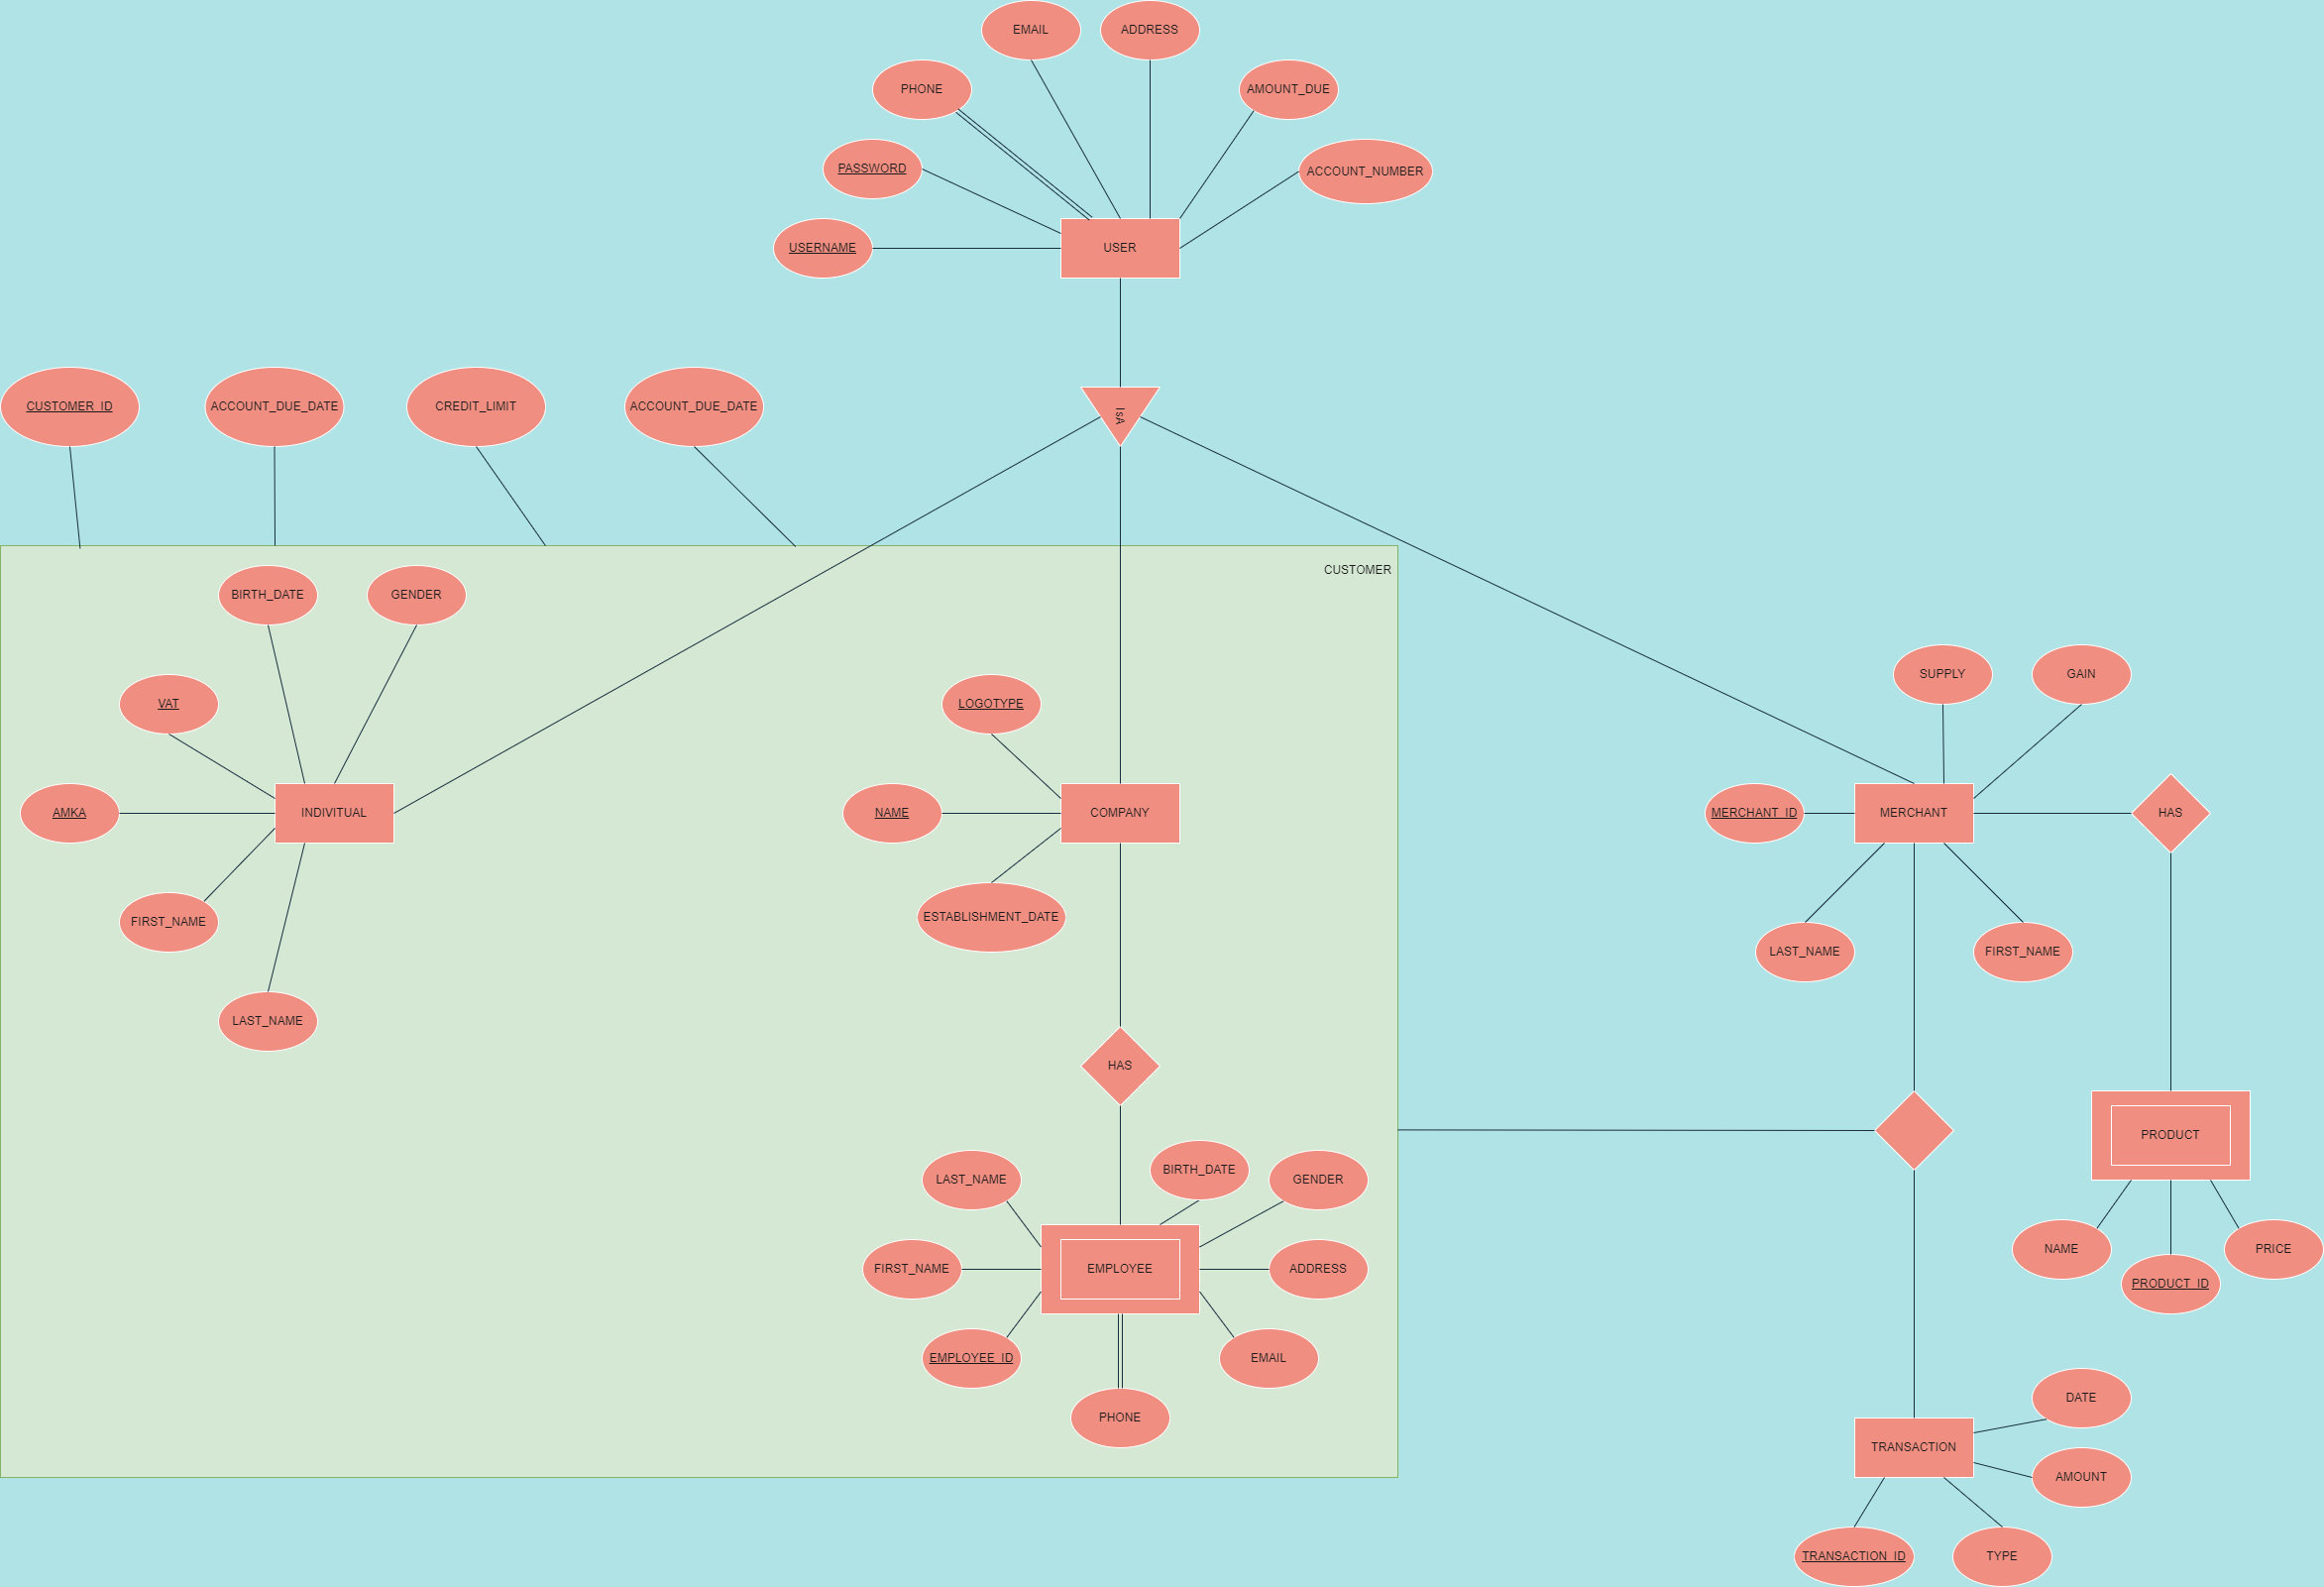 EMAIL
ADDRESS
PHONE
AMOUNT_DUE
PASSWORD
ACCOUNT_NUMBER
USERNAME
USER
CUSTOMER_ID
ACCOUNT_DUE_DATE
CREDIT_LIMIT
ACCOUNT_DUE_DATE
IsA
CUSTOMER
BIRTH_DATE
GENDER
SUPPLY
GAIN
VAT
LOGOTYPE
AMKA
INDIVITUAL
NAME
COMPANY
MERCHANT_ID
MERCHANT
HAS
FIRST_NAME
ESTABLISHMENT_DATE
LAST_NAME
FIRST_NAME
LAST_NAME
HAS
PRODUCT
LAST_NAME
BIRTH_DATE
GENDER
NAME
PRICE
FIRST_NAME
EMPLOYEE
ADDRESS
PRODUCT_ID
EMPLOYEE_ID
EMAIL
DATE
PHONE
TRANSACTION
AMOUNT
TRANSACTION_ID
TYPE